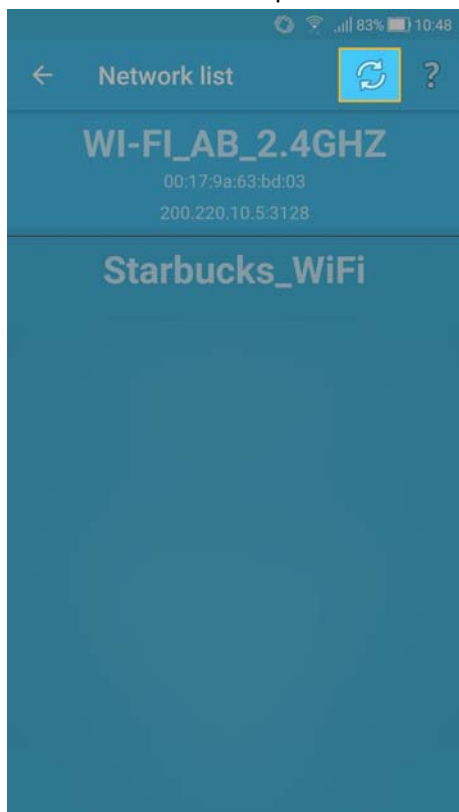 83% 10:48
Network list ?
WI-FI_AB_2.4GHZ
00:17:9a:63:bd:03
200.220.10.5:3128
Starbucks_WiFi